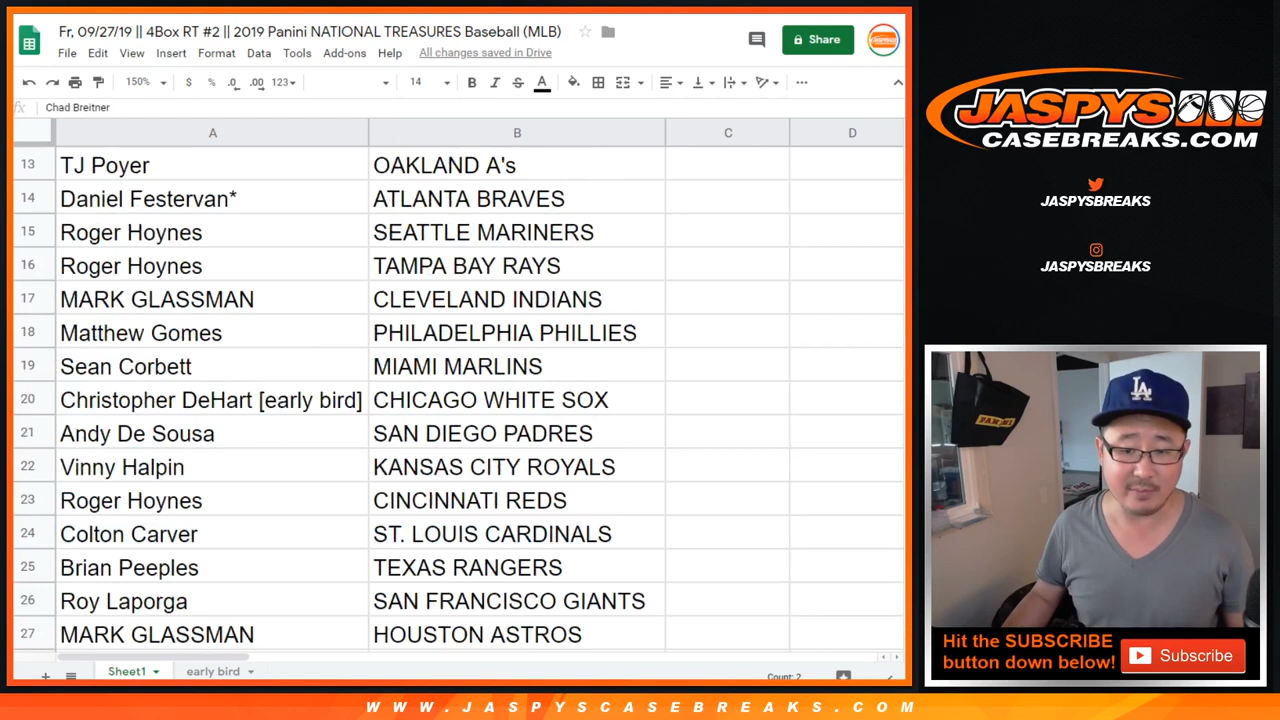 Fr, 09/27/19 || 4Box RT #2 || 2019 Panini NATIONAL TREASURES Baseball (MLB)
File Edit View Insert Format Data Tools Add-ons Help All changes saved in Drive
Share
150% $ % .0 .00 123 14 B I S A
fx Chad Breitner
A B C D
13 TJ Poyer OAKLAND A's
14 Daniel Festervan* ATLANTA BRAVES
15 Roger Hoynes SEATTLE MARINERS
16 Roger Hoynes TAMPA BAY RAYS
17 MARK GLASSMAN CLEVELAND INDIANS
18 Matthew Gomes PHILADELPHIA PHILLIES
19 Sean Corbett MIAMI MARLINS
20 Christopher DeHart [early bird] CHICAGO WHITE SOX
21 Andy De Sousa SAN DIEGO PADRES
22 Vinny Halpin KANSAS CITY ROYALS
23 Roger Hoynes CINCINNATI REDS
24 Colton Carver ST. LOUIS CARDINALS
25 Brian Peeples TEXAS RANGERS
26 Roy Laporga SAN FRANCISCO GIANTS
27 MARK GLASSMAN HOUSTON ASTROS
Sheet1 early bird Count: 2
JASPYS
CASEBREAKS.COM
JASPYSBREAKS
JASPYSBREAKS
PANINI
LA
Hit the SUBSCRIBE
button down below!
Subscribe
WWW.JASPYSCASEBREAKS.COM